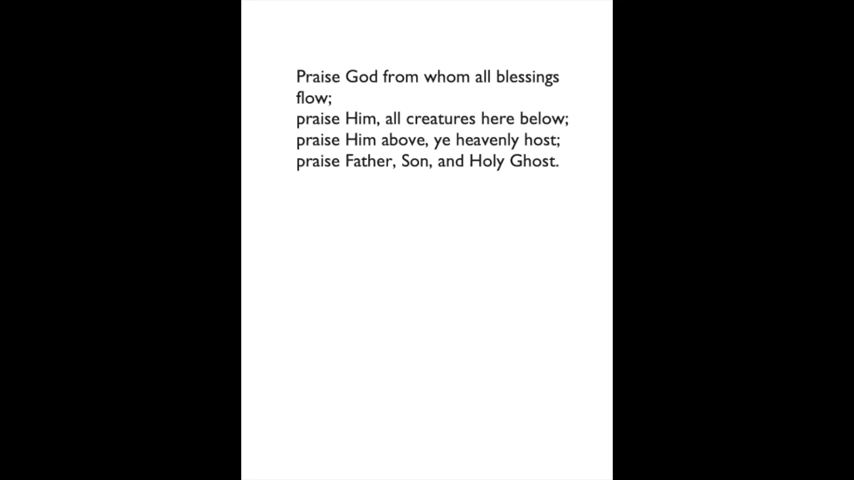 Praise God from whom all blessings
flow;
praise Him, all creatures here below;
praise Him above, ye heavenly host;
praise Father, Son, and Holy Ghost.